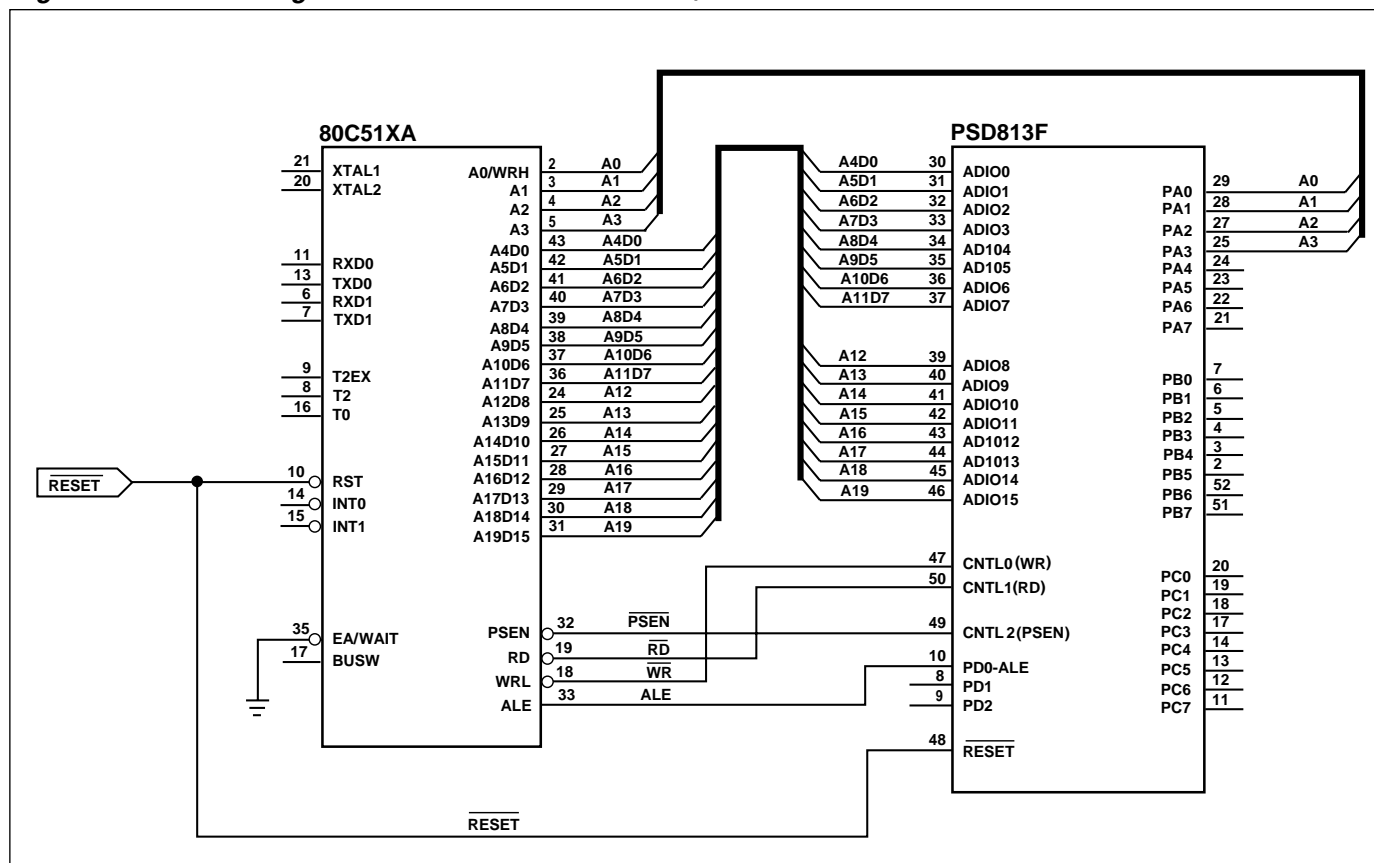 80C51XA
PSD813F
21 XTAL1
20 XTAL2
11 RXD0
13 TXD0
6 RXD1
7 TXD1
9 T2EX
8 T2
16 T0
RESET
10 RST
14 INT0
15 INT1
35 EA/WAIT
17 BUSW
A0/WRH 2 A0
A1 3 A1
A2 4 A2
A3 5 A3
A4D0 43 A4D0
A5D1 42 A5D1
A6D2 41 A6D2
A7D3 40 A7D3
A8D4 39 A8D4
A9D5 38 A9D5
A10D6 37 A10D6
A11D7 36 A11D7
A12D8 24 A12
A13D9 25 A13
A14D10 26 A14
A15D11 27 A15
A16D12 28 A16
A17D13 29 A17
A18D14 30 A18
A19D15 31 A19
PSEN 32 PSEN
RD 19 RD
WRL 18 WR
ALE 33 ALE
A4D0 30 ADIO0
A5D1 31 ADIO1
A6D2 32 ADIO2
A7D3 33 ADIO3
A8D4 34 AD104
A9D5 35 AD105
A10D6 36 ADIO6
A11D7 37 ADIO7
A12 39 ADIO8
A13 40 ADIO9
A14 41 ADIO10
A15 42 ADIO11
A16 43 AD1012
A17 44 AD1013
A18 45 ADIO14
A19 46 ADIO15
47 CNTL0 (WR)
50 CNTL1(RD)
49 CNTL 2(PSEN)
10 PD0-ALE
8 PD1
9 PD2
48 RESET
PA0 29 A0
PA1 28 A1
PA2 27 A2
PA3 25 A3
PA4 24
PA5 23
PA6 22
PA7 21
PB0 7
PB1 6
PB2 5
PB3 4
PB4 3
PB5 2
PB6 52
PB7 51
PC0 20
PC1 19
PC2 18
PC3 17
PC4 14
PC5 13
PC6 12
PC7 11
RESET